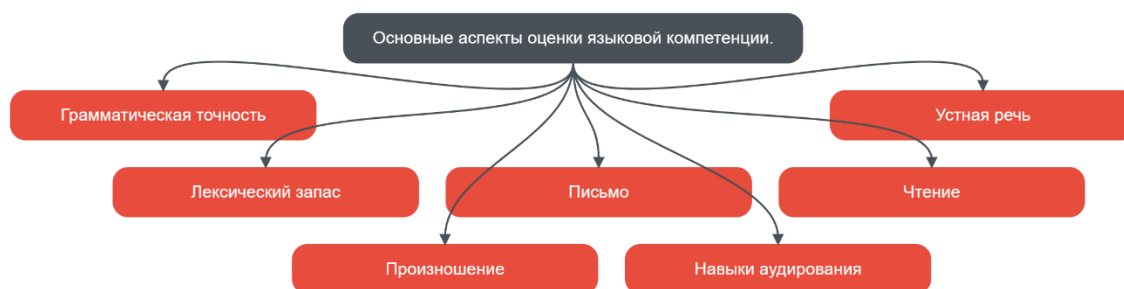 Основные аспекты оценки языковой компетенции.
Грамматическая точность
Устная речь
Лексический запас
Письмо
Чтение
Произношение
Навыки аудирования